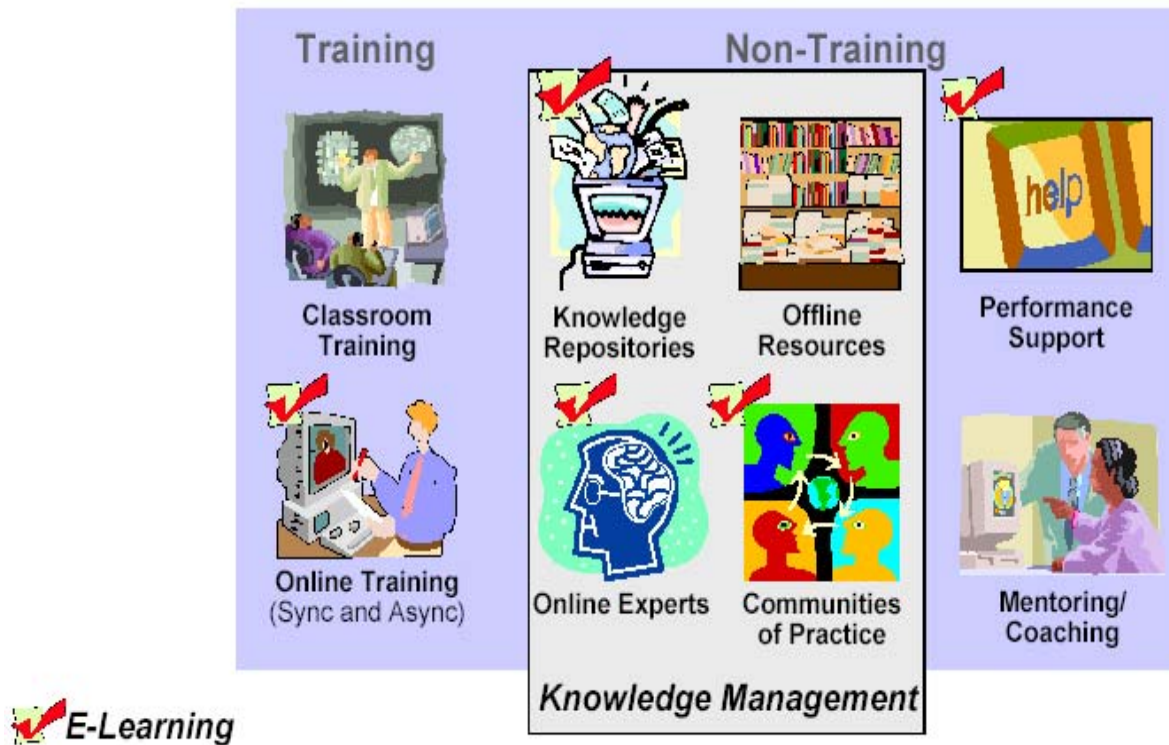 Training
Non-Training
help
Classroom
Training
Knowledge
Repositories
Offline
Resources
Performance
Support
Online Training
(Sync and Async)
Online Experts
Communities
of Practice
Mentoring/
Coaching
Knowledge Management
E-Learning